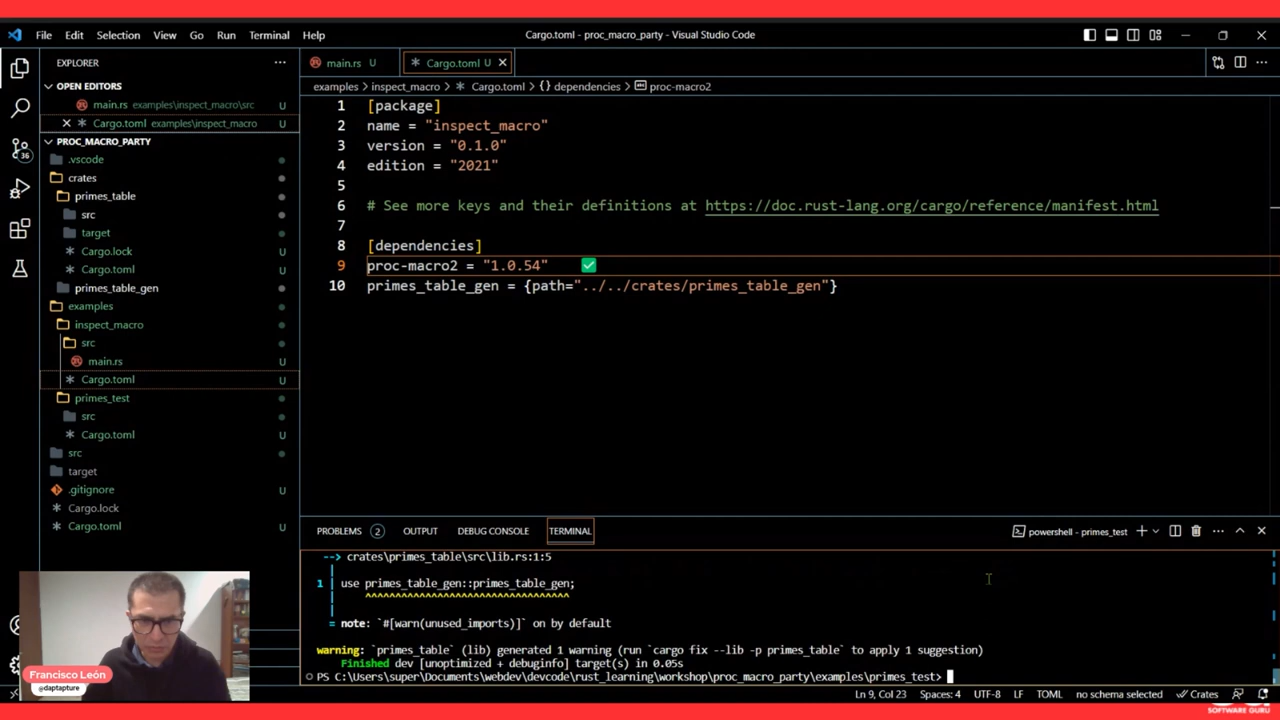 File Edit Selection View Go Run Terminal Help
Cargo.toml - proc_macro_party - Visual Studio Code
EXPLORER
OPEN EDITORS
main.rs examples\inspect_macro\src U
Cargo.toml examples\inspect_macro U
PROC_MACRO_PARTY
.vscode
crates
primes_table
src
target
Cargo.lock U
Cargo.toml U
primes_table_gen
examples
inspect_macro
src
main.rs U
Cargo.toml U
primes_test
src
Cargo.toml U
src
target
.gitignore U
Cargo.lock
Cargo.toml U
36
main.rs U
Cargo.toml U
examples > inspect_macro > Cargo.toml > {} dependencies > proc-macro2
1 [package]
2 name = "inspect_macro"
3 version = "0.1.0"
4 edition = "2021"
5
6 # See more keys and their definitions at https://doc.rust-lang.org/cargo/reference/manifest.html
7
8 [dependencies]
9 proc-macro2 = "1.0.54" ✅
10 primes_table_gen = {path="../../crates/primes_table_gen"}
PROBLEMS 2 OUTPUT DEBUG CONSOLE TERMINAL
powershell - primes_test
--> crates\primes_table\src\lib.rs:1:5
|
1 | use primes_table_gen::primes_table_gen;
| ^^^^^^^^^^^^^^^^^^^^^^^^^^^^^^^^^^
|
= note: `#[warn(unused_imports)]` on by default
warning: `primes_table` (lib) generated 1 warning (run `cargo fix --lib -p primes_table` to apply 1 suggestion)
Finished dev [unoptimized + debuginfo] target(s) in 0.05s
PS C:\Users\super\Documents\webdev\devcode\rust_learning\workshop\proc_macro_party\examples\primes_test>
Ln 9, Col 23 Spaces: 4 UTF-8 LF TOML no schema selected Crates
Francisco León
@daptapture
SOFTWARE GURU